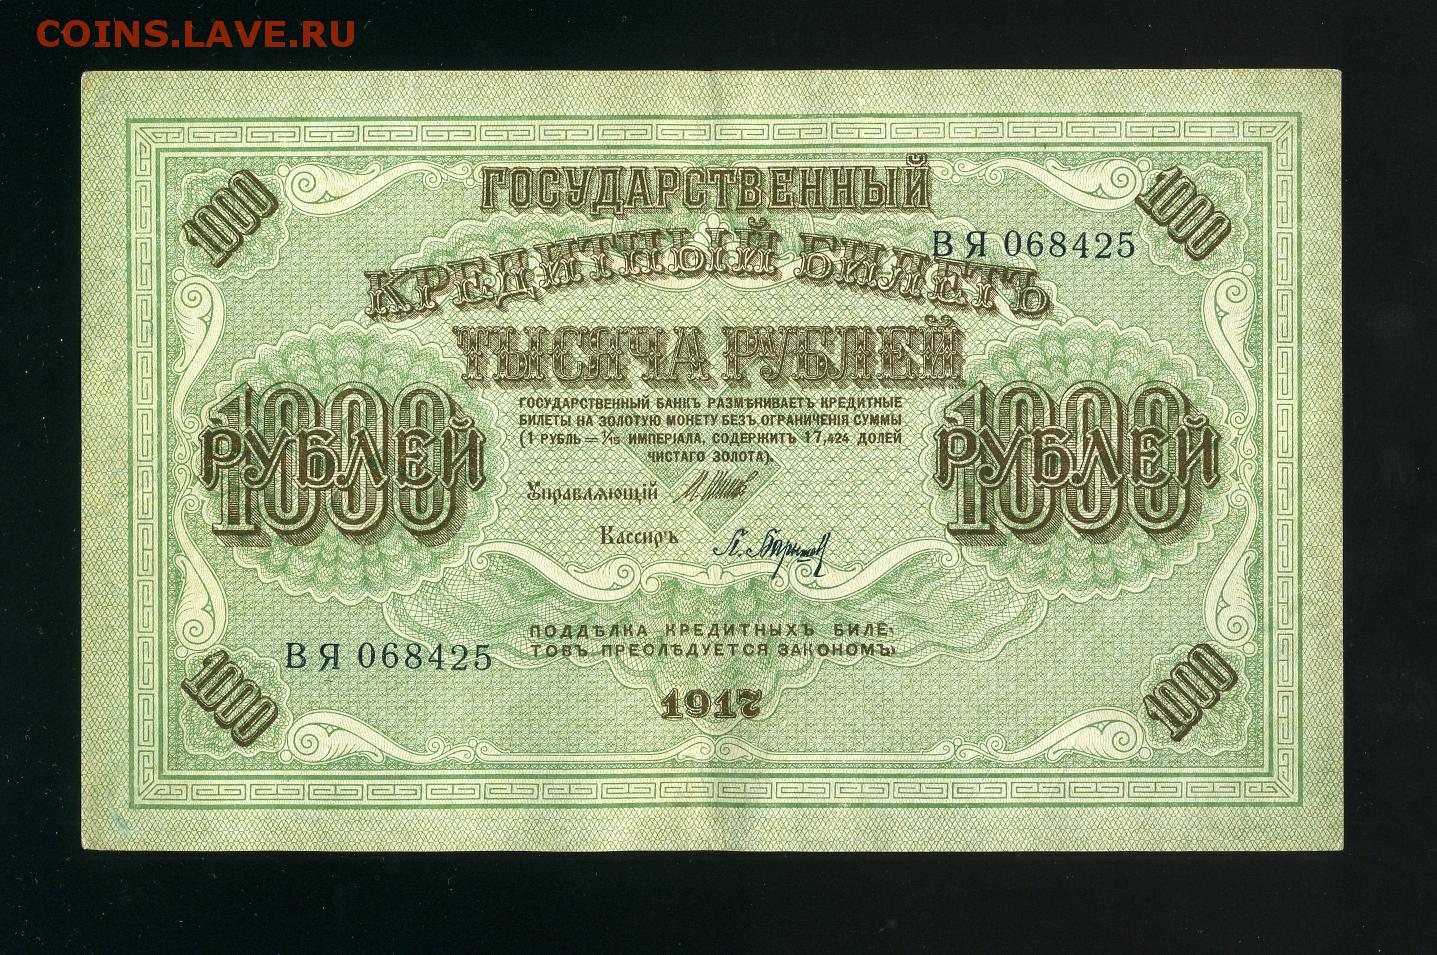 COINS.LAVE.RU
1000
ГОСУДАРСТВЕННЫЙ
1000
КРЕДИТНЫЙ БИЛЕТЪ
ВЯ 068425
ТЫСЯЧА РУБЛЕЙ
1000
РУБЛЕЙ
ГОСУДАРСТВЕННЫЙ БАНКЪ РАЗМѢНИВАЕТЪ КРЕДИТНЫЕ
БИЛЕТЫ НА ЗОЛОТУЮ МОНЕТУ БЕЗЪ ОГРАНИЧЕНІЯ СУММЫ
(1 РУБЛЬ = 1/15 ИМПЕРІАЛА, СОДЕРЖИТЪ 17,424 ДОЛЕЙ
ЧИСТАГО ЗОЛОТА).
1000
РУБЛЕЙ
Управляющій
Кассиръ
ПОДДѢЛКА КРЕДИТНЫХЪ БИЛЕ-
ТОВЪ ПРЕСЛѢДУЕТСЯ ЗАКОНОМЪ
ВЯ 068425
1000
1917
1000